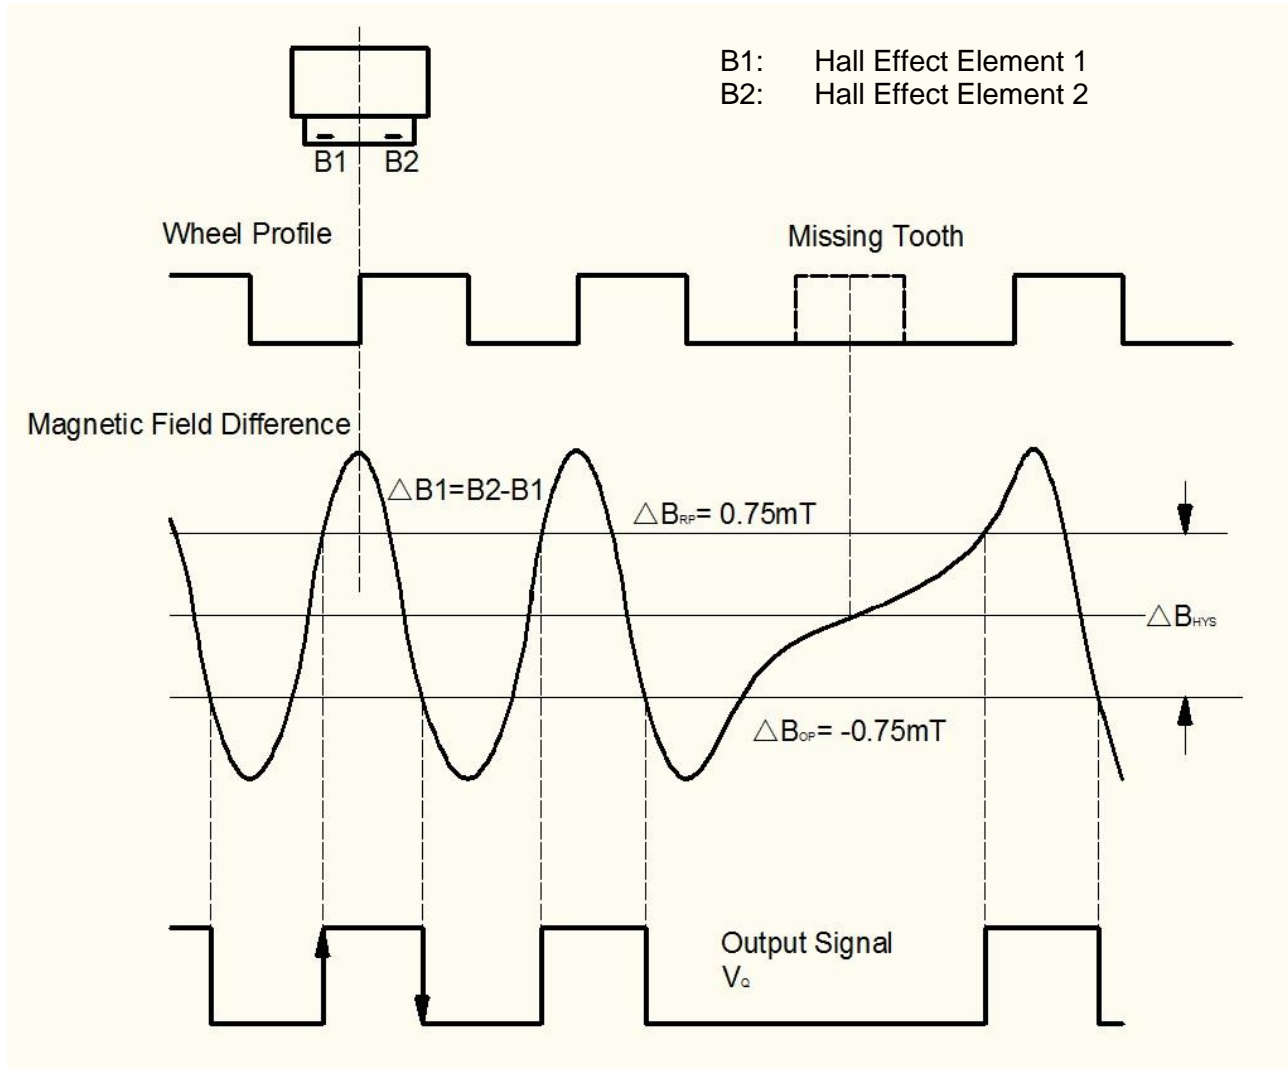 B1: Hall Effect Element 1
B2: Hall Effect Element 2
B1 B2
Wheel Profile
Missing Tooth
Magnetic Field Difference
△B1=B2-B1
△BRP= 0.75mT
△BHYS
△BOP= -0.75mT
Output Signal
VQ